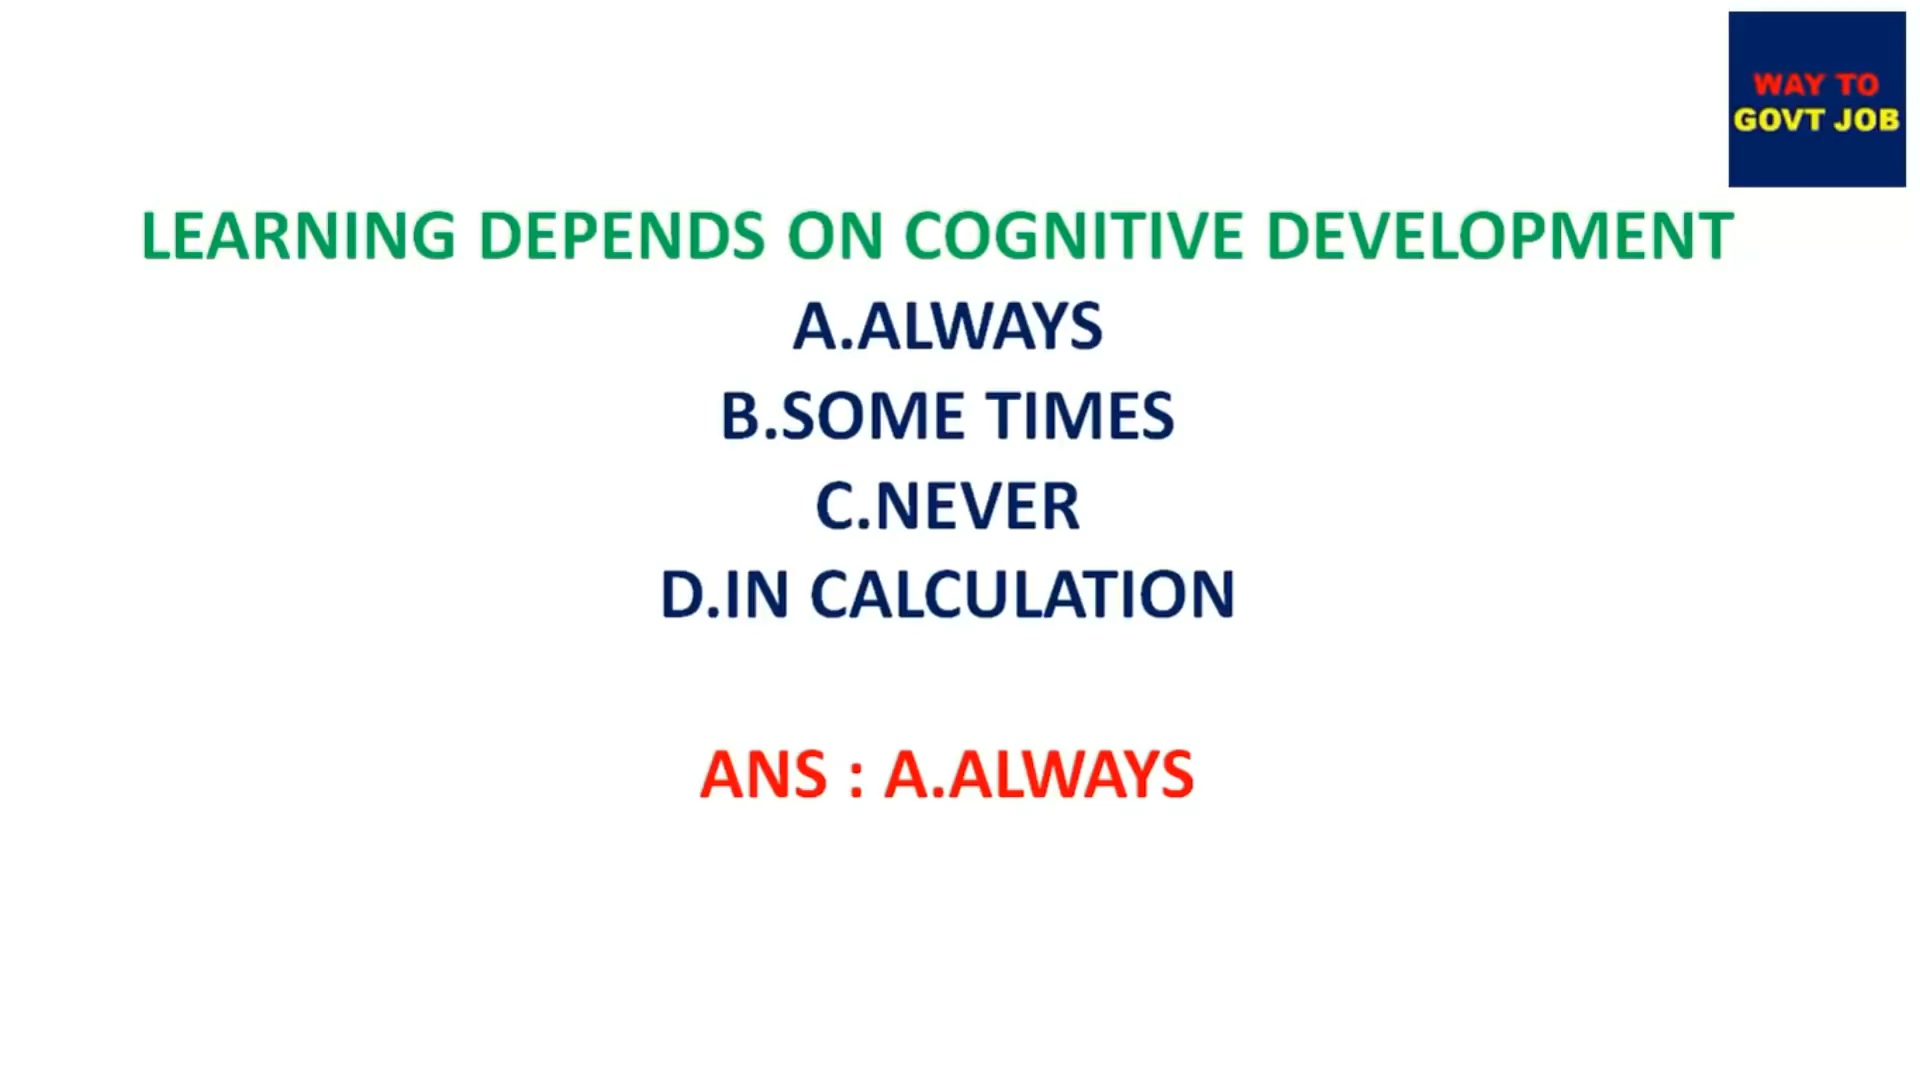 WAY TO
GOVT JOB
LEARNING DEPENDS ON COGNITIVE DEVELOPMENT
A.ALWAYS
B.SOME TIMES
C.NEVER
D.IN CALCULATION
ANS : A.ALWAYS